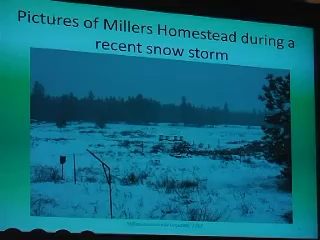 Pictures of Millers Homestead during a
recent snow storm